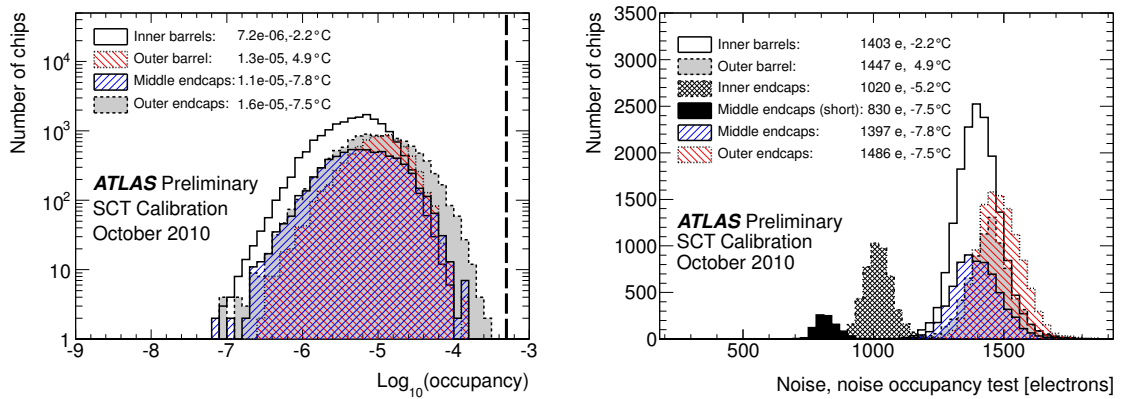 Number of chips
10^4
10^3
10^2
10
1
Inner barrels: 7.2e-06,-2.2°C
Outer barrel: 1.3e-05, 4.9°C
Middle endcaps: 1.1e-05,-7.8°C
Outer endcaps: 1.6e-05,-7.5°C
ATLAS Preliminary
SCT Calibration
October 2010
-9 -8 -7 -6 -5 -4 -3
Log_10(occupancy)
Number of chips
3500
3000
2500
2000
1500
1000
500
0
Inner barrels: 1403 e, -2.2°C
Outer barrel: 1447 e, 4.9°C
Inner endcaps: 1020 e, -5.2°C
Middle endcaps (short): 830 e, -7.5°C
Middle endcaps: 1397 e, -7.8°C
Outer endcaps: 1486 e, -7.5°C
ATLAS Preliminary
SCT Calibration
October 2010
500 1000 1500
Noise, noise occupancy test [electrons]